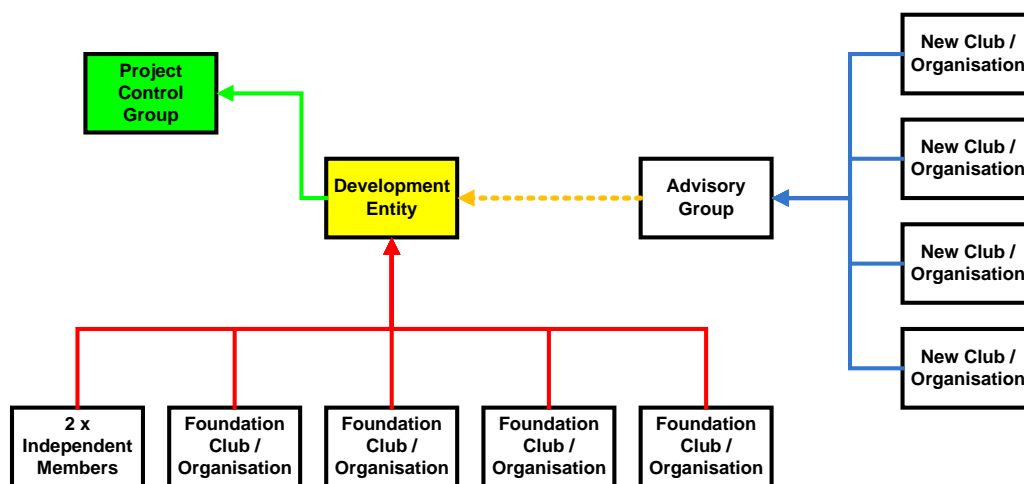 New Club /
Organisation
Project
Control
Group
New Club /
Organisation
Development
Entity
Advisory
Group
New Club /
Organisation
New Club /
Organisation
2 x
Independent
Members
Foundation
Club /
Organisation
Foundation
Club /
Organisation
Foundation
Club /
Organisation
Foundation
Club /
Organisation